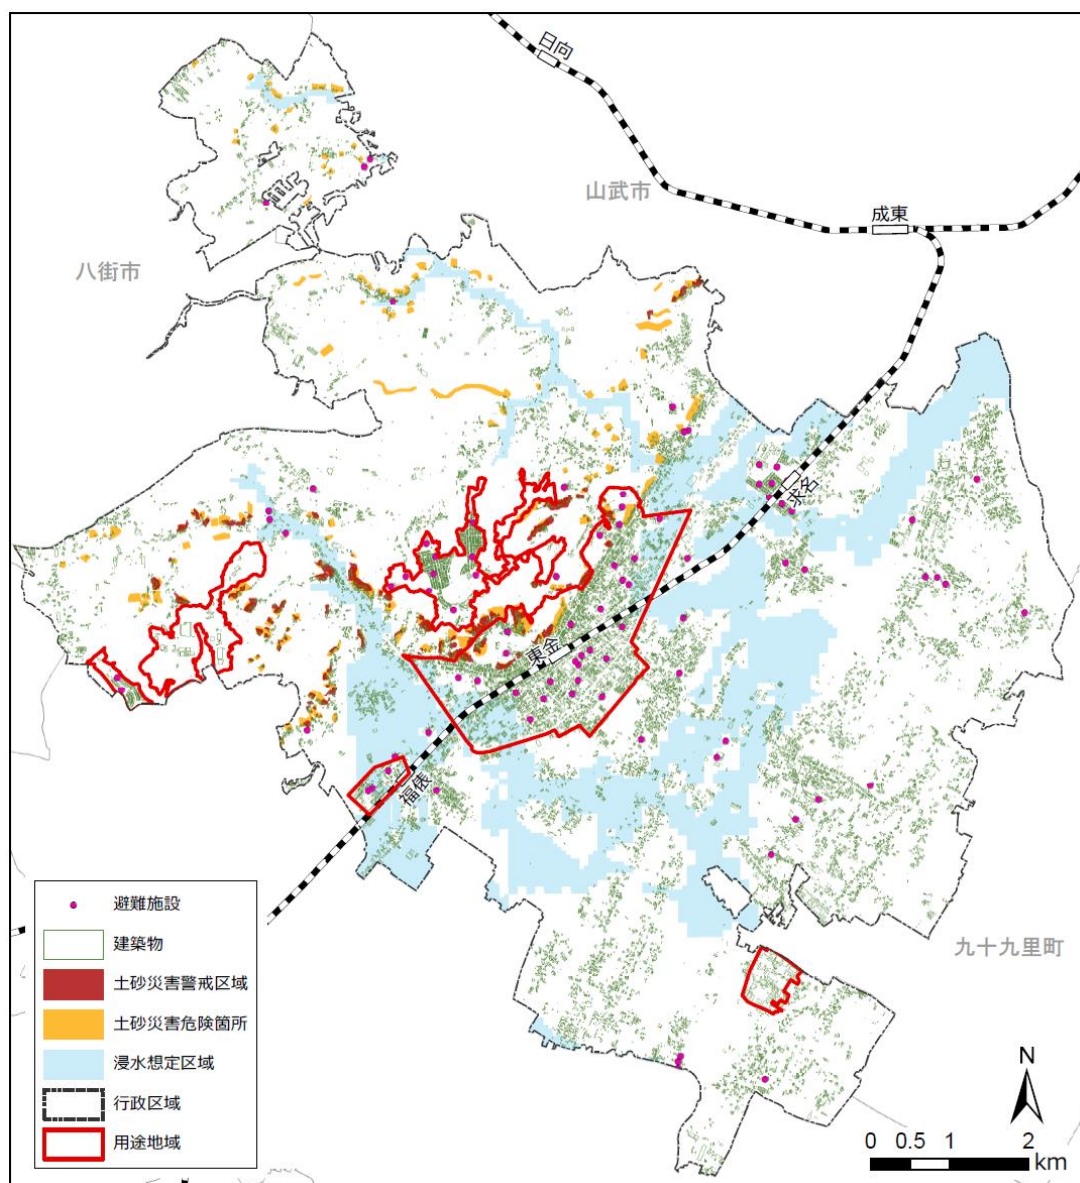 日向
山武市
成東
八街市
求名
東金
福俵
避難施設
建築物
土砂災害警戒区域
土砂災害危険箇所
浸水想定区域
行政区域
用途地域
九十九里町
N
0 0.5 1 2
km